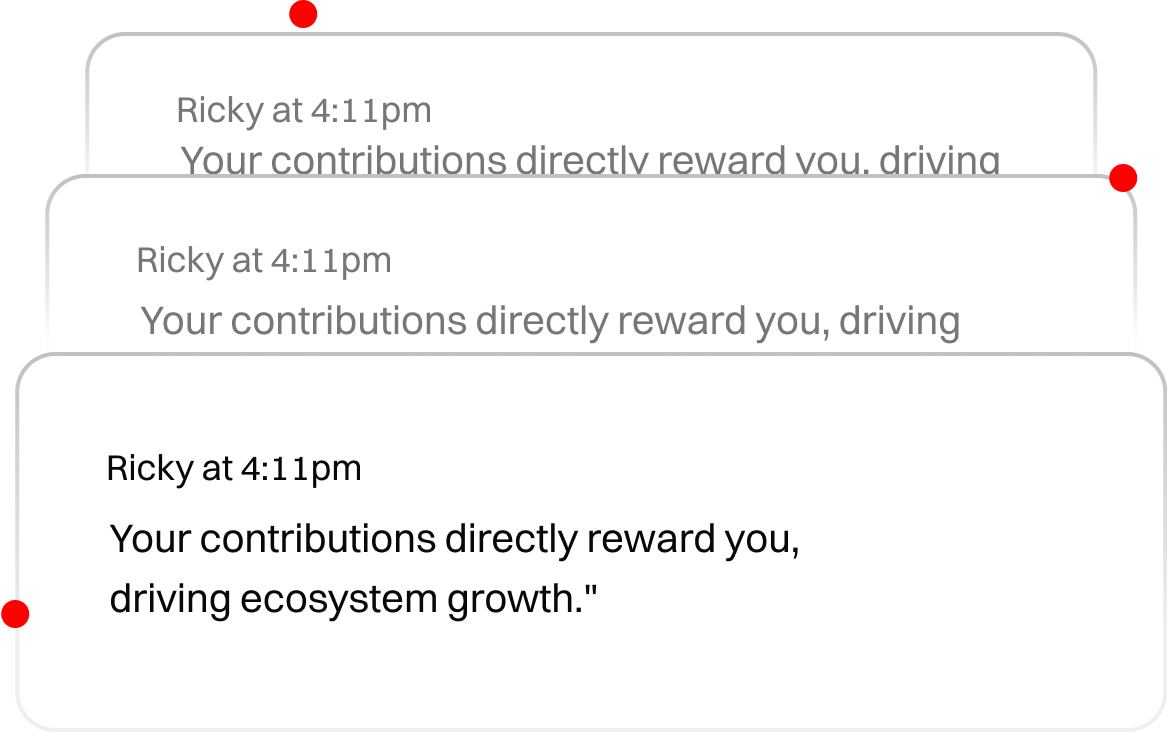 Ricky at 4:11pm
Your contributions directly reward you, driving
Ricky at 4:11pm
Your contributions directly reward you, driving
Ricky at 4:11pm
Your contributions directly reward you,
driving ecosystem growth."